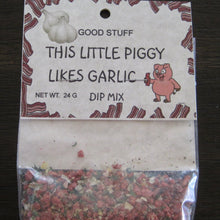 GOOD STUFF
THIS LITTLE PIGGY
LIKES GARLIC
NET WT. 24 G DIP MIX